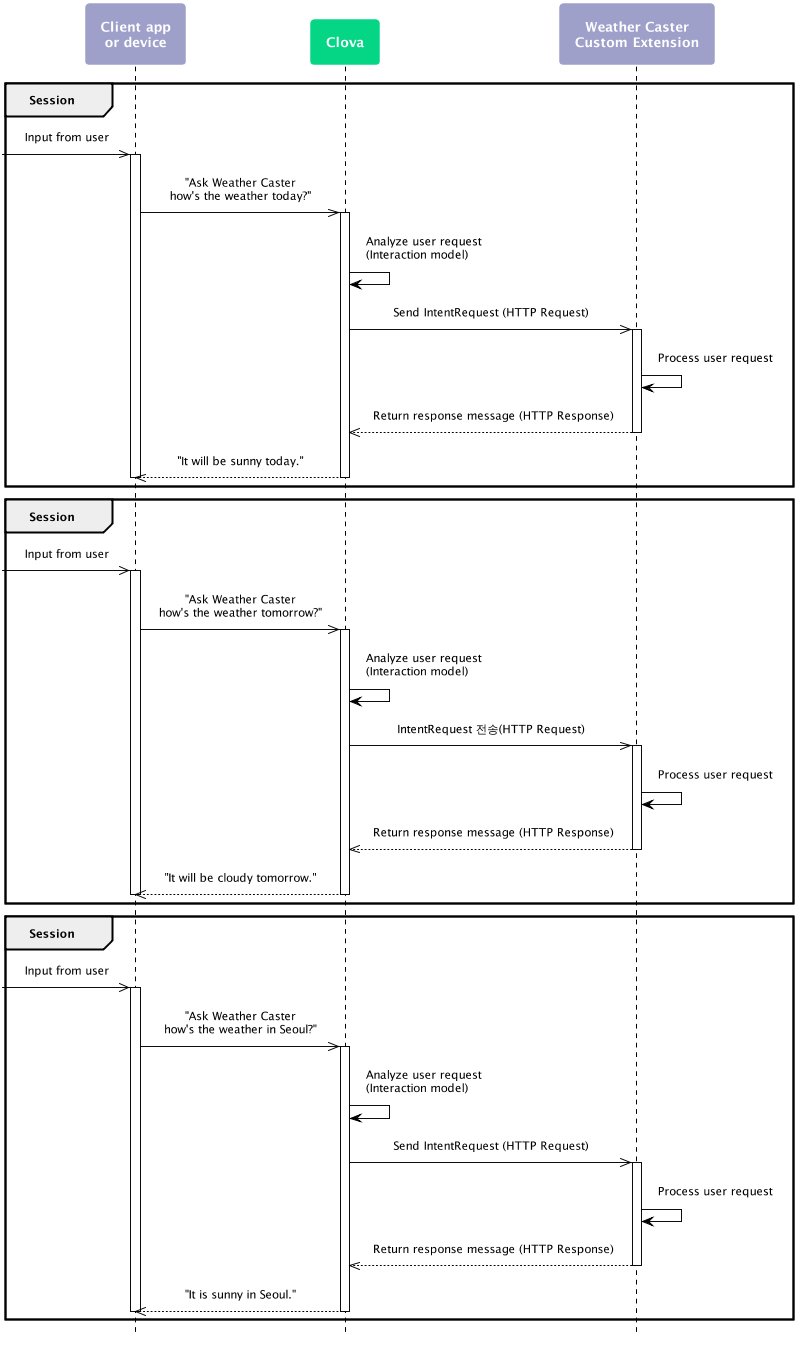 Client app
or device
Clova
Weather Caster
Custom Extension
Session
Input from user
"Ask Weather Caster
how's the weather today?"
Analyze user request
(Interaction model)
Send IntentRequest (HTTP Request)
Process user request
Return response message (HTTP Response)
"It will be sunny today."
Session
Input from user
"Ask Weather Caster
how's the weather tomorrow?"
Analyze user request
(Interaction model)
IntentRequest 전송(HTTP Request)
Process user request
Return response message (HTTP Response)
"It will be cloudy tomorrow."
Session
Input from user
"Ask Weather Caster
how's the weather in Seoul?"
Analyze user request
(Interaction model)
Send IntentRequest (HTTP Request)
Process user request
Return response message (HTTP Response)
"It is sunny in Seoul."